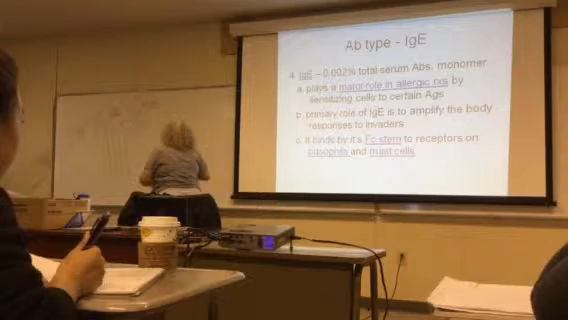 Ab type - IgE
4. IgE – 0.002% total serum Abs, monomer
a. plays a major role in allergic rxs by
sensitizing cells to certain Ags
b. primary role of IgE is to amplify the body
responses to invaders
c. it binds by it's Fc-stem to receptors on
basophils and mast cells